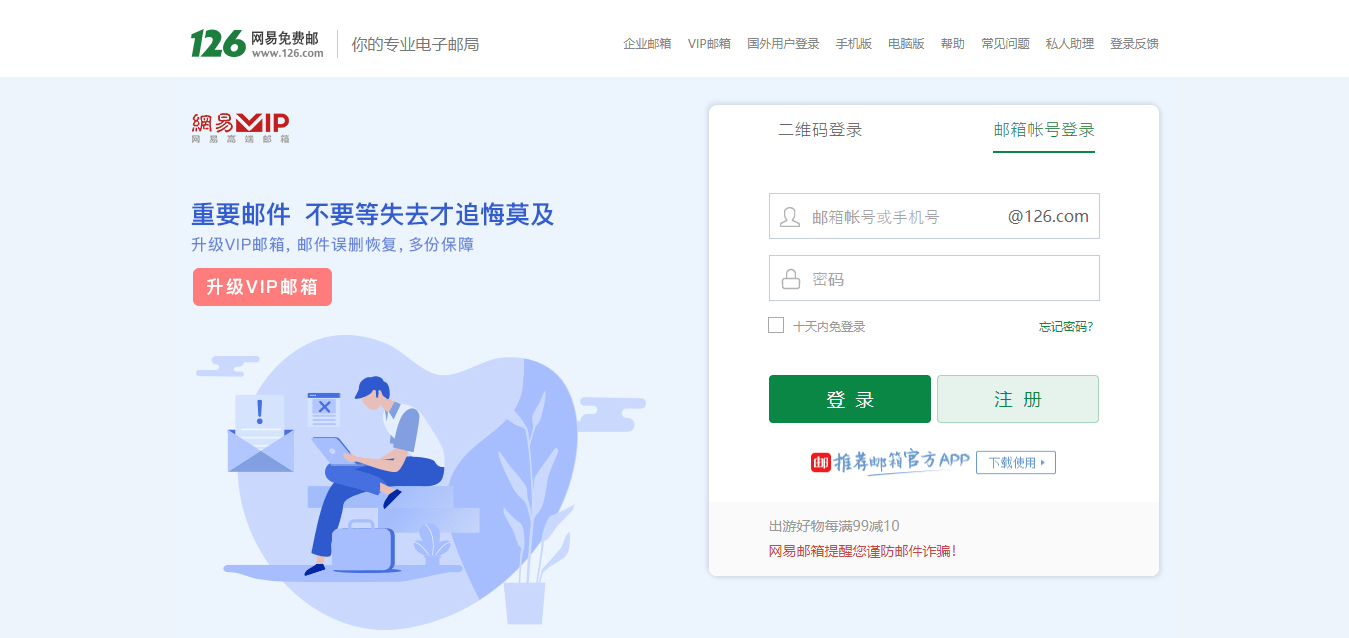 126 网易免费邮
www.126.com
你的专业电子邮局
企业邮箱 VIP邮箱 国外用户登录 手机版 电脑版 帮助 常见问题 私人助理 登录反馈
網易VIP
网易高端邮箱
重要邮件 不要等失去才追悔莫及
升级VIP邮箱, 邮件误删恢复, 多份保障
升级VIP邮箱
二维码登录 邮箱帐号登录
邮箱帐号或手机号 @126.com
密码
十天内免登录 忘记密码?
登 录 注 册
邮 推荐邮箱官方APP 下载使用
出游好物每满99减10
网易邮箱提醒您谨防邮件诈骗!